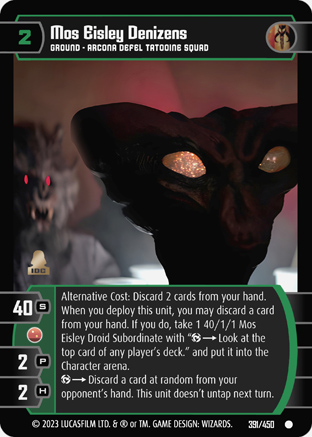 2
Mos Eisley Denizens
GROUND - ARCONA DEFEL TATOOINE SQUAD
IDC
40 S
2 P
2 H
Alternative Cost: Discard 2 cards from your hand.
When you deploy this unit, you may discard a card
from your hand. If you do, take 1 40/1/1 Mos
Eisley Droid Subordinate with “→Look at the
top card of any player's deck.” and put it into the
Character arena.
→Discard a card at random from your
opponent's hand. This unit doesn't untap next turn.
© 2023 LUCASFILM LTD. & ® or TM. GAME DESIGN: WIZARDS.
391/450